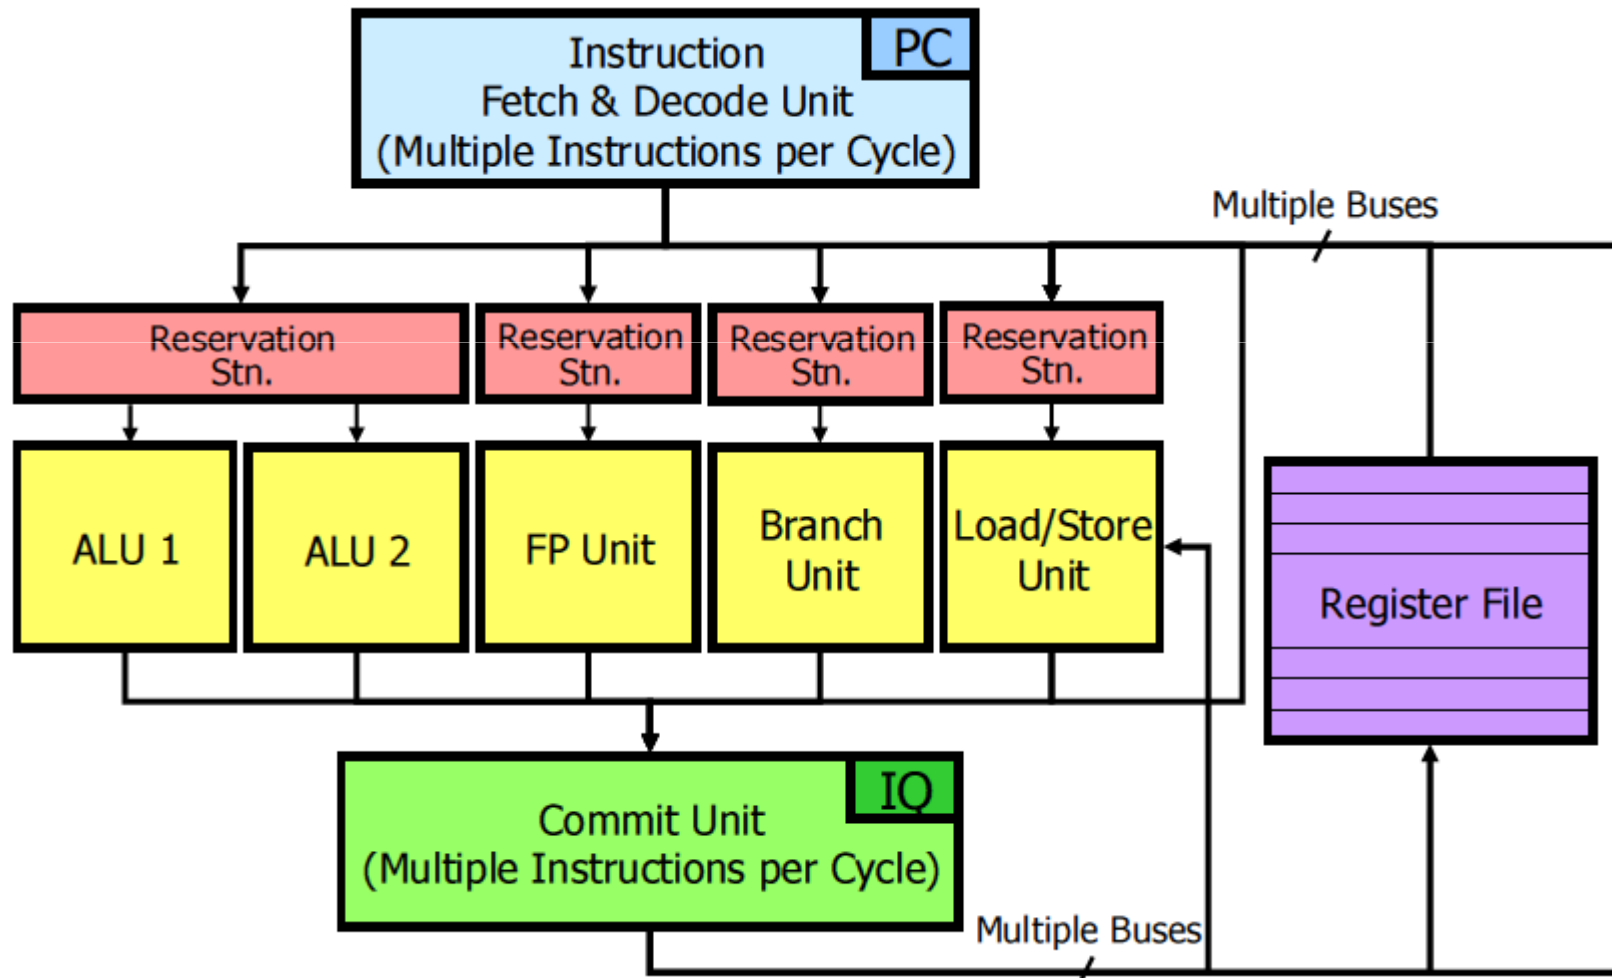 Instruction
Fetch & Decode Unit
(Multiple Instructions per Cycle)
PC
Multiple Buses
Reservation
Stn.
Reservation
Stn.
Reservation
Stn.
Reservation
Stn.
ALU 1
ALU 2
FP Unit
Branch
Unit
Load/Store
Unit
Register File
IQ
Commit Unit
(Multiple Instructions per Cycle)
Multiple Buses